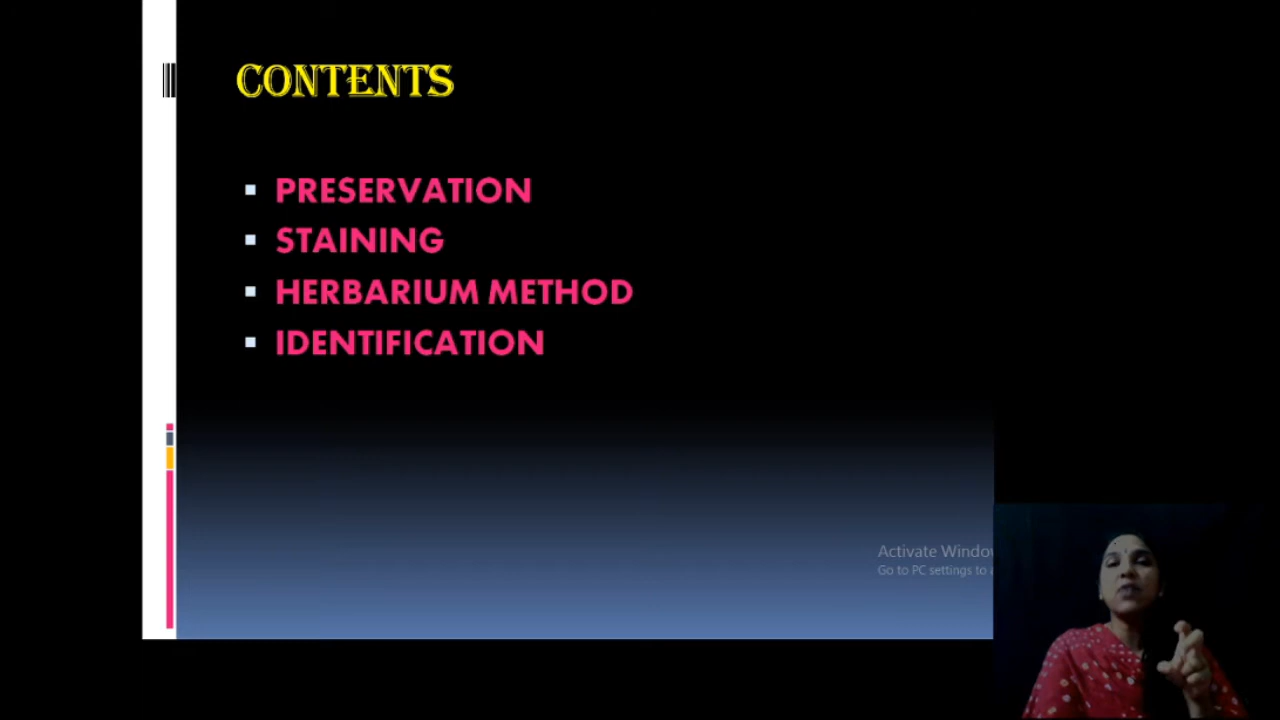 CONTENTS
PRESERVATION
STAINING
HERBARIUM METHOD
IDENTIFICATION
Activate Windo
Go to PC settings to